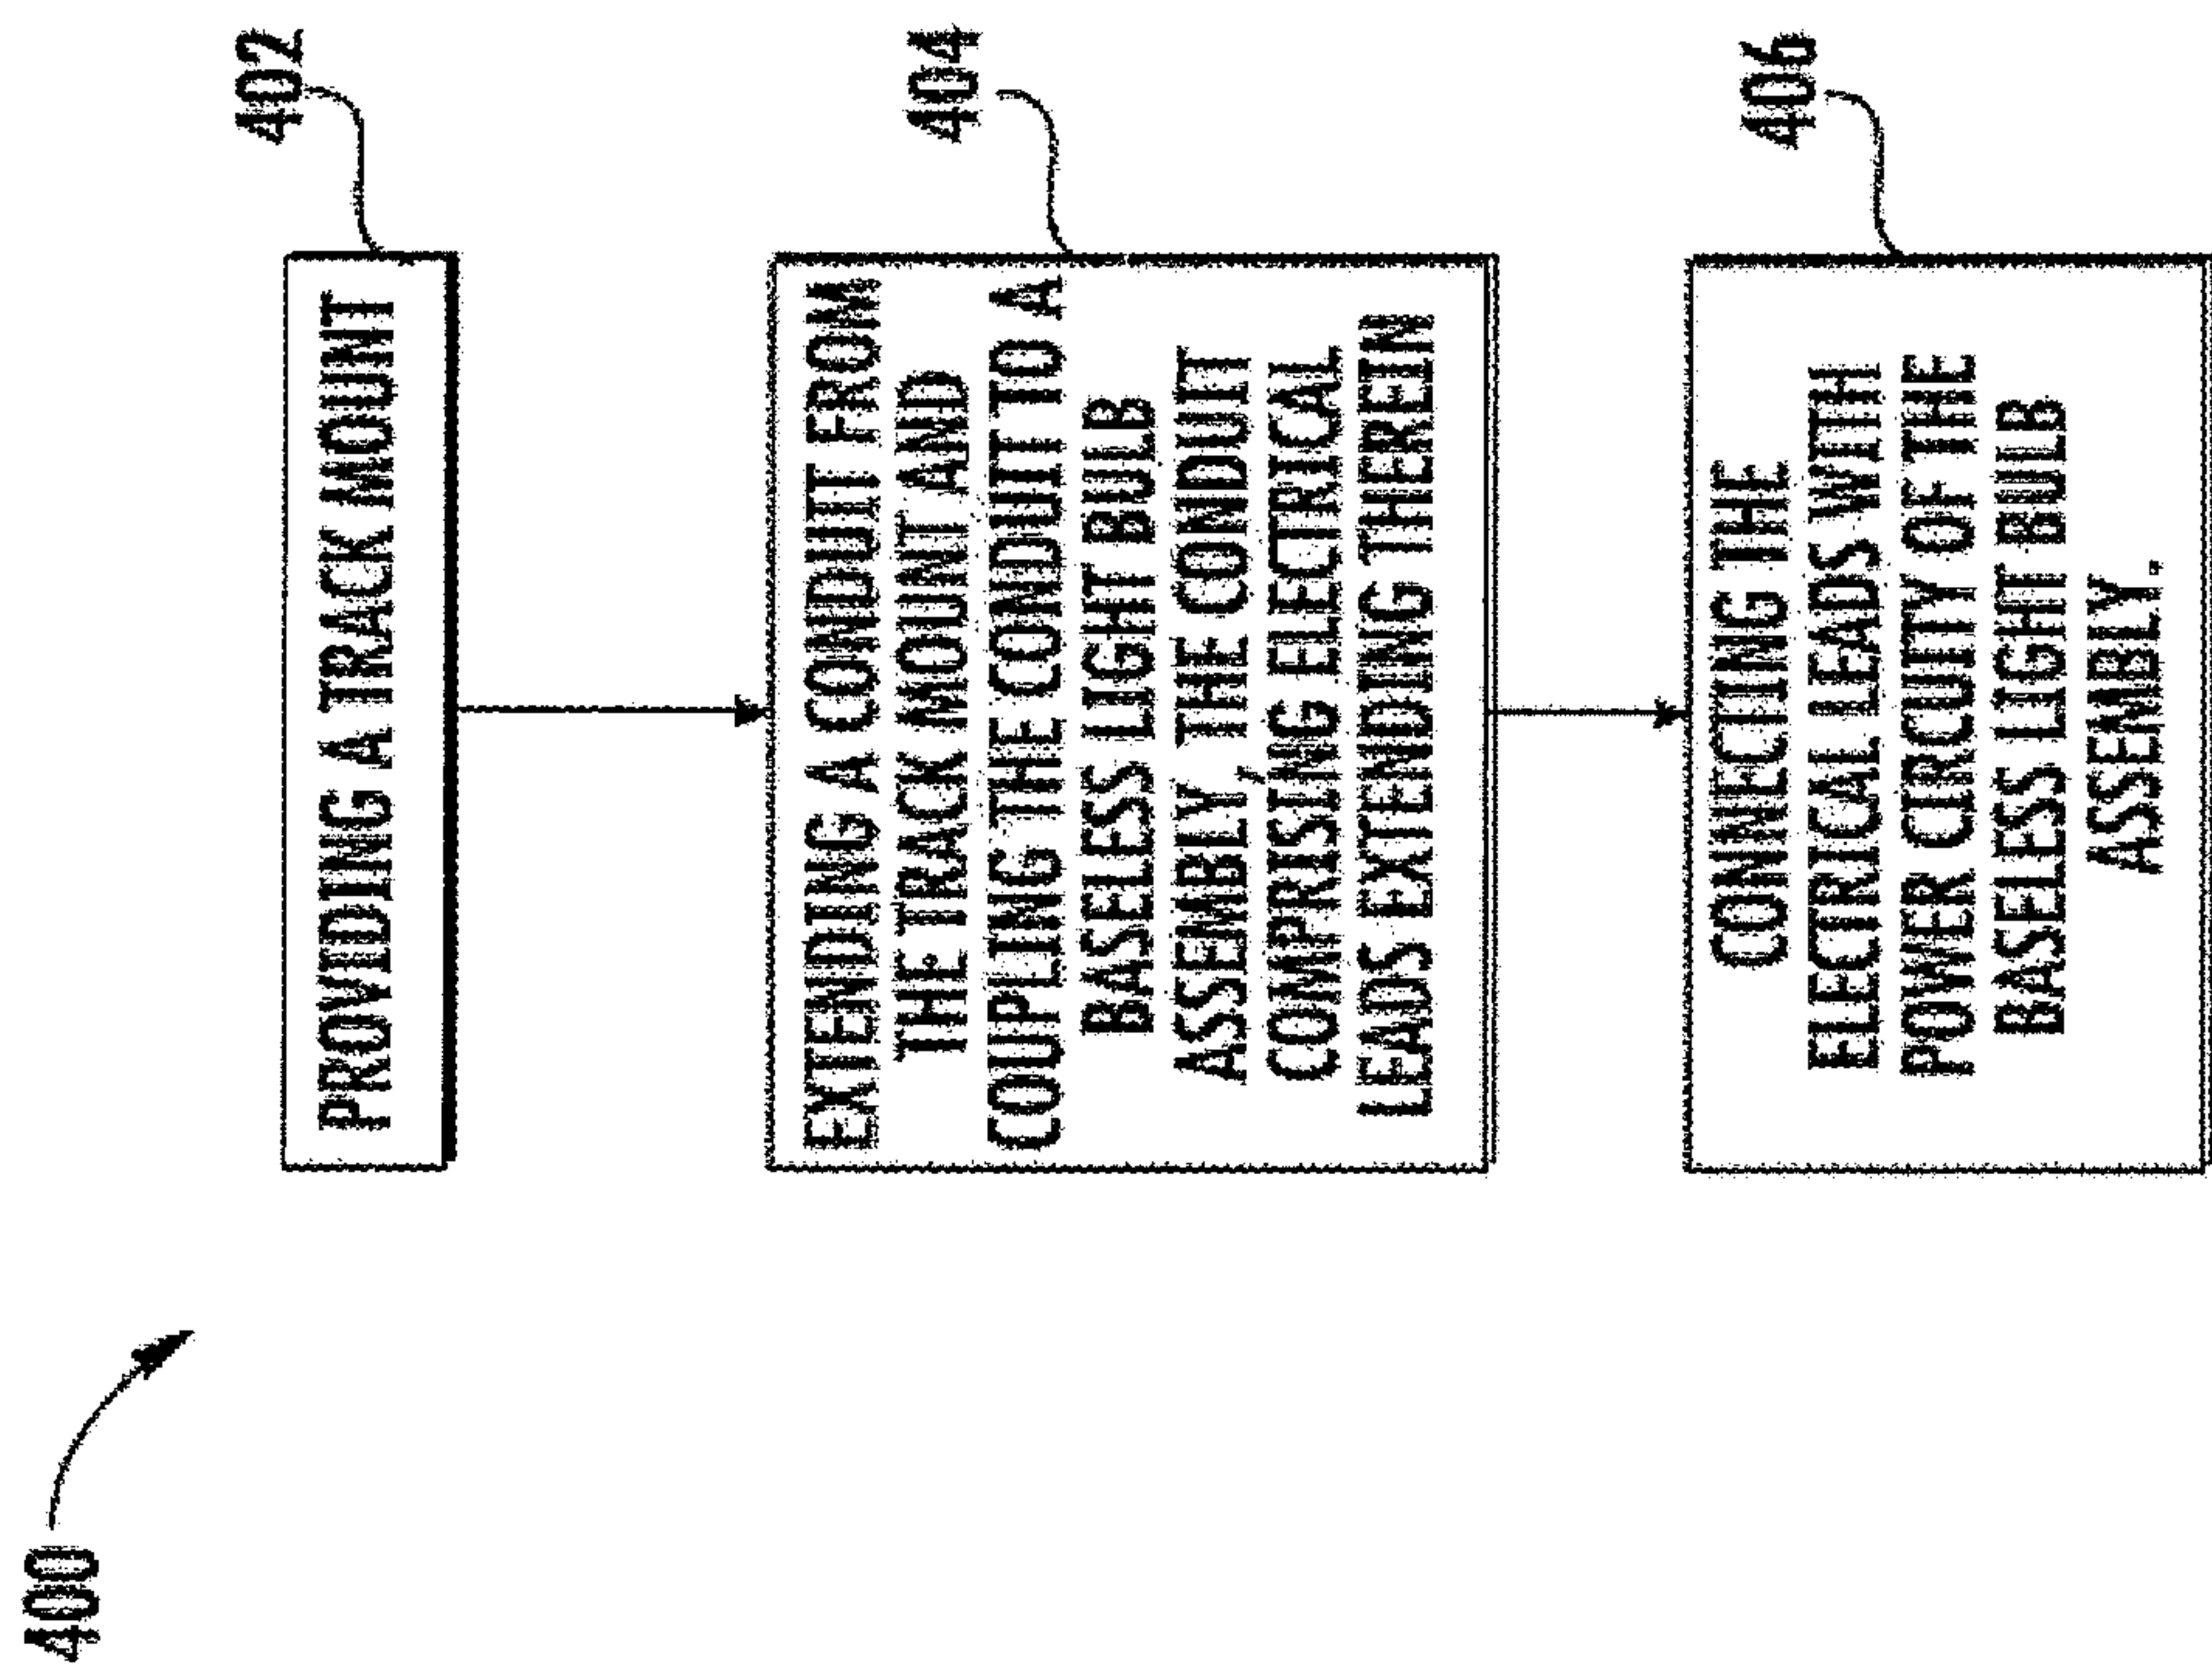 400
402
PROVIDING A TRACK MOUNT
404
EXTENDING A CONDUIT FROM
THE TRACK MOUNT AND
COUPLING THE CONDUIT TO A
BASELESS LIGHT BULB
ASSEMBLY, THE CONDUIT
COMPRISING ELECTRICAL
LEADS EXTENDING THEREIN
406
CONNECTING THE
ELECTRICAL LEADS WITH
POWER CIRCUITY OF THE
BASELESS LIGHT BULB
ASSEMBLY.